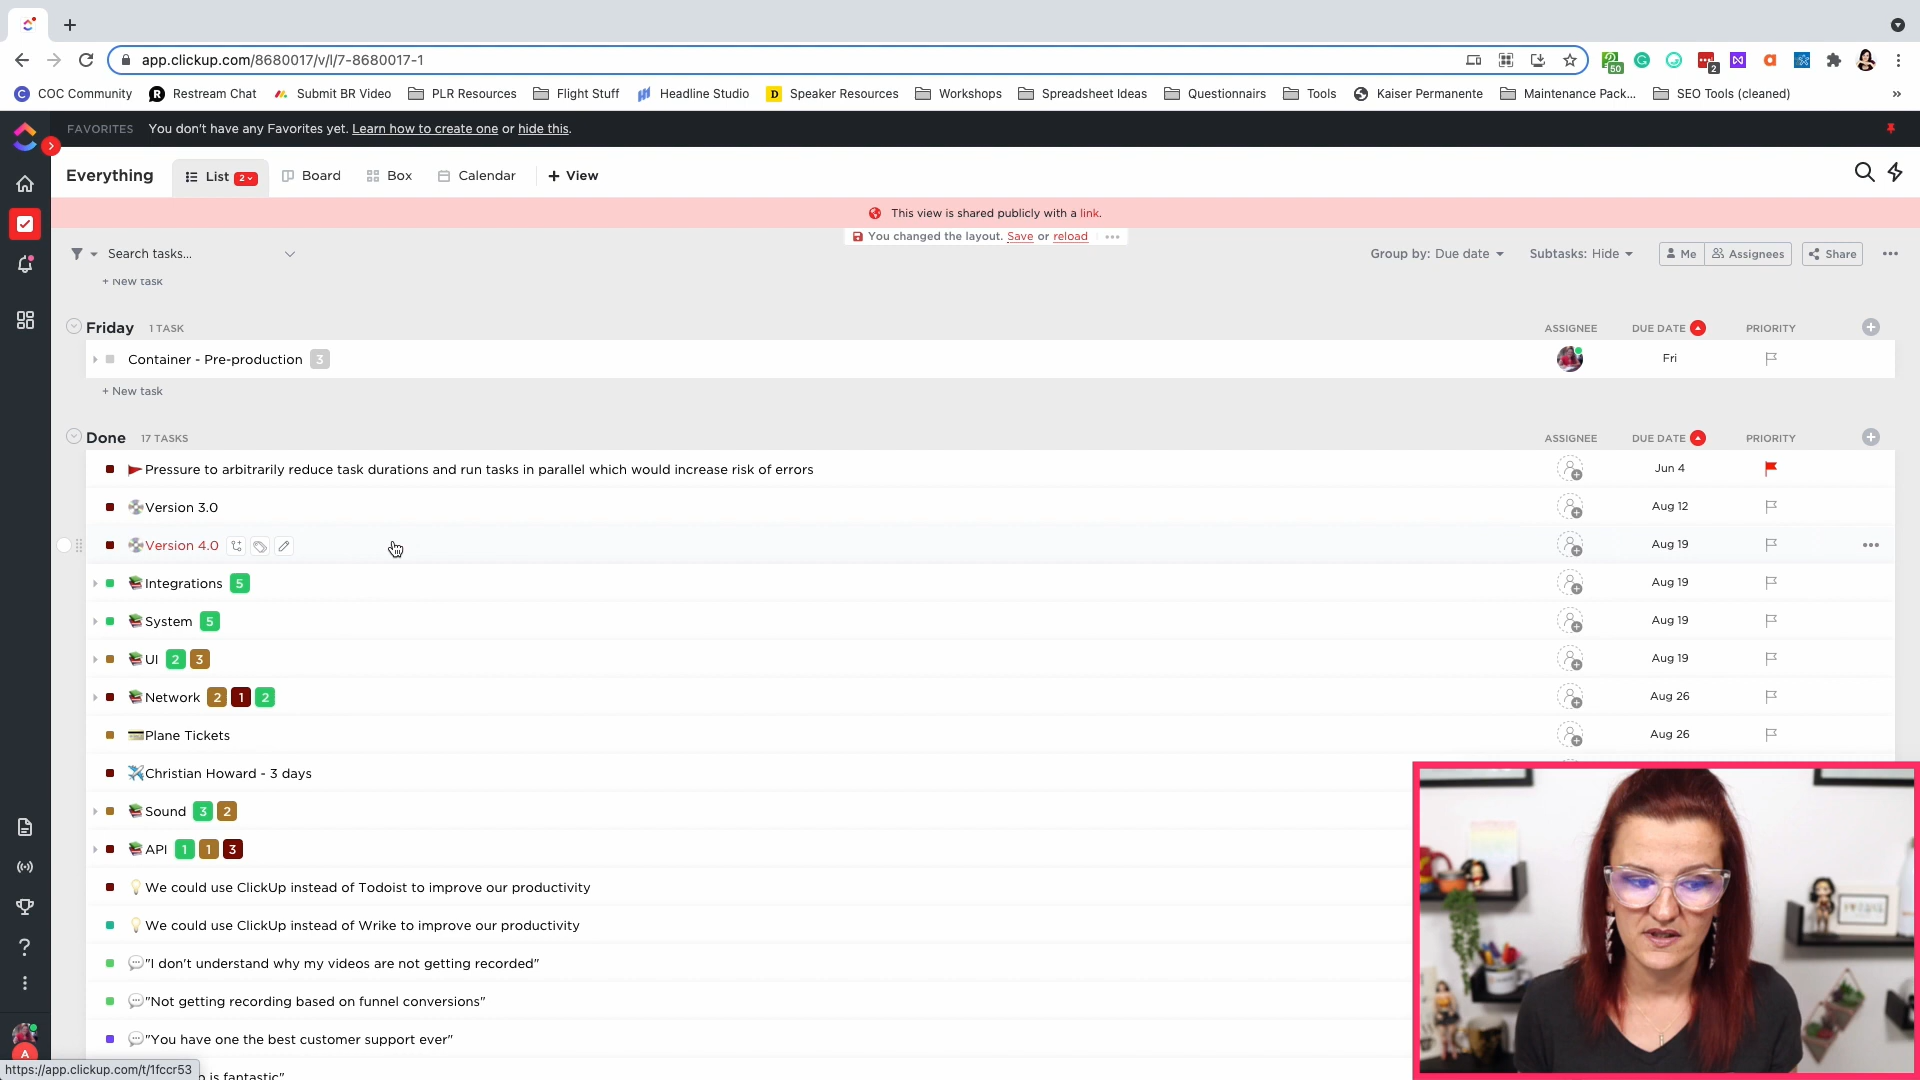 app.clickup.com/8680017/v/l/7-8680017-1
50
2
COC Community
Restream Chat
Submit BR Video
PLR Resources
Flight Stuff
Headline Studio
D Speaker Resources
Workshops
Spreadsheet Ideas
Questionnairs
Tools
Kaiser Permanente
Maintenance Pack...
SEO Tools (cleaned)
»
FAVORITES You don't have any Favorites yet. Learn how to create one or hide this.
Everything
List 2
Board
Box
Calendar
+ View
This view is shared publicly with a link.
You changed the layout. Save or reload
Search tasks...
Group by: Due date
Subtasks: Hide
Me
Assignees
Share
+ New task
Friday 1 TASK ASSIGNEE DUE DATE PRIORITY
Container - Pre-production 3 Fri
+ New task
Done 17 TASKS ASSIGNEE DUE DATE PRIORITY
Pressure to arbitrarily reduce task durations and run tasks in parallel which would increase risk of errors Jun 4
Version 3.0 Aug 12
Version 4.0 Aug 19
Integrations 5 Aug 19
System 5 Aug 19
UI 2 3 Aug 19
Network 2 1 2 Aug 26
Plane Tickets Aug 26
Christian Howard - 3 days
Sound 3 2
API 1 1 3
We could use ClickUp instead of Todoist to improve our productivity
We could use ClickUp instead of Wrike to improve our productivity
"I don't understand why my videos are not getting recorded"
"Not getting recording based on funnel conversions"
"You have one the best customer support ever"
A
https://app.clickup.com/t/1fccr53
is fantastic"